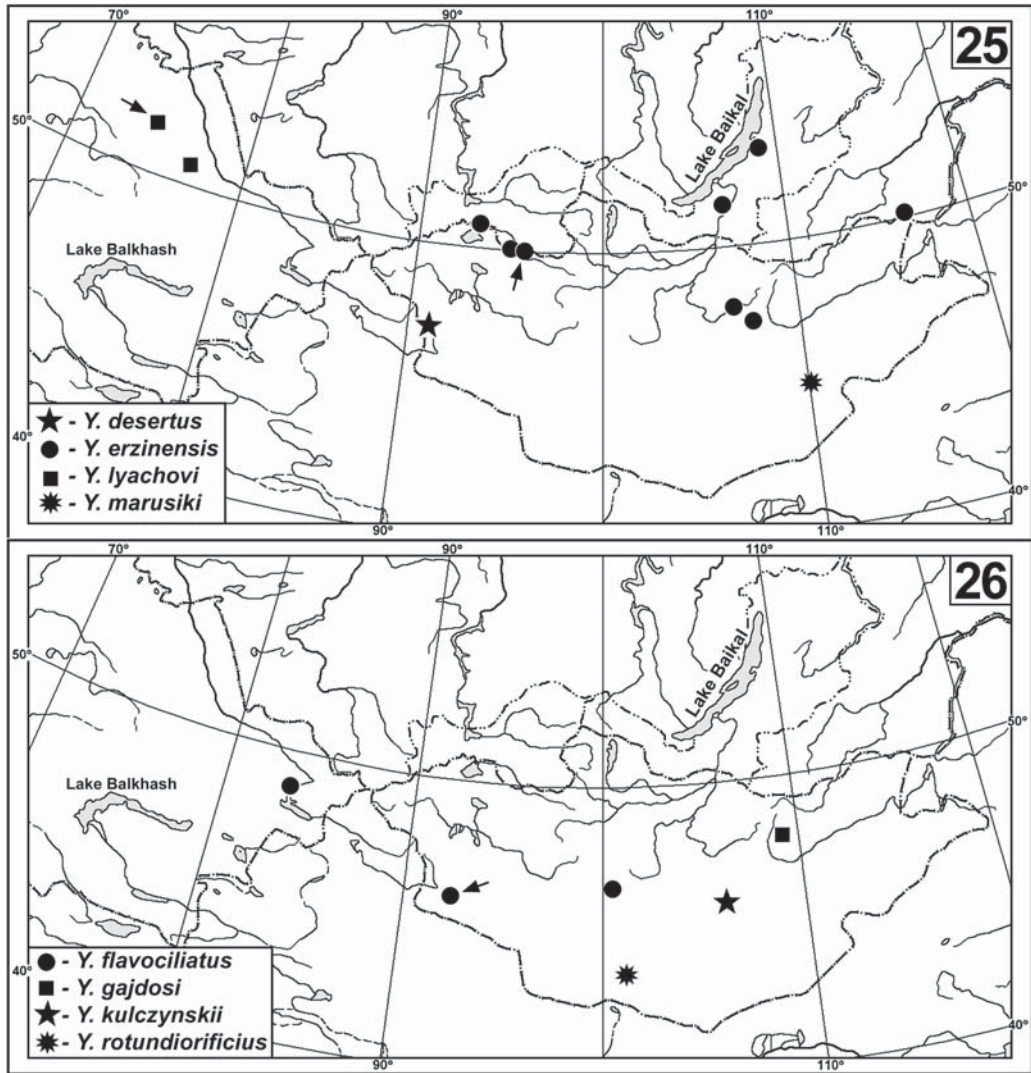 70° 90° 110°
25
50°
Lake Baikal
50°
Lake Balkhash
40°
★ - Y. desertus
● - Y. erzinensis
■ - Y. lyachovi
✹ - Y. marusiki
40°
90° 110°
70° 90° 110°
26
50°
Lake Baikal
50°
Lake Balkhash
40°
● - Y. flavociliatus
■ - Y. gajdosi
★ - Y. kulczynskii
✹ - Y. rotundiorificius
40°
90° 110°